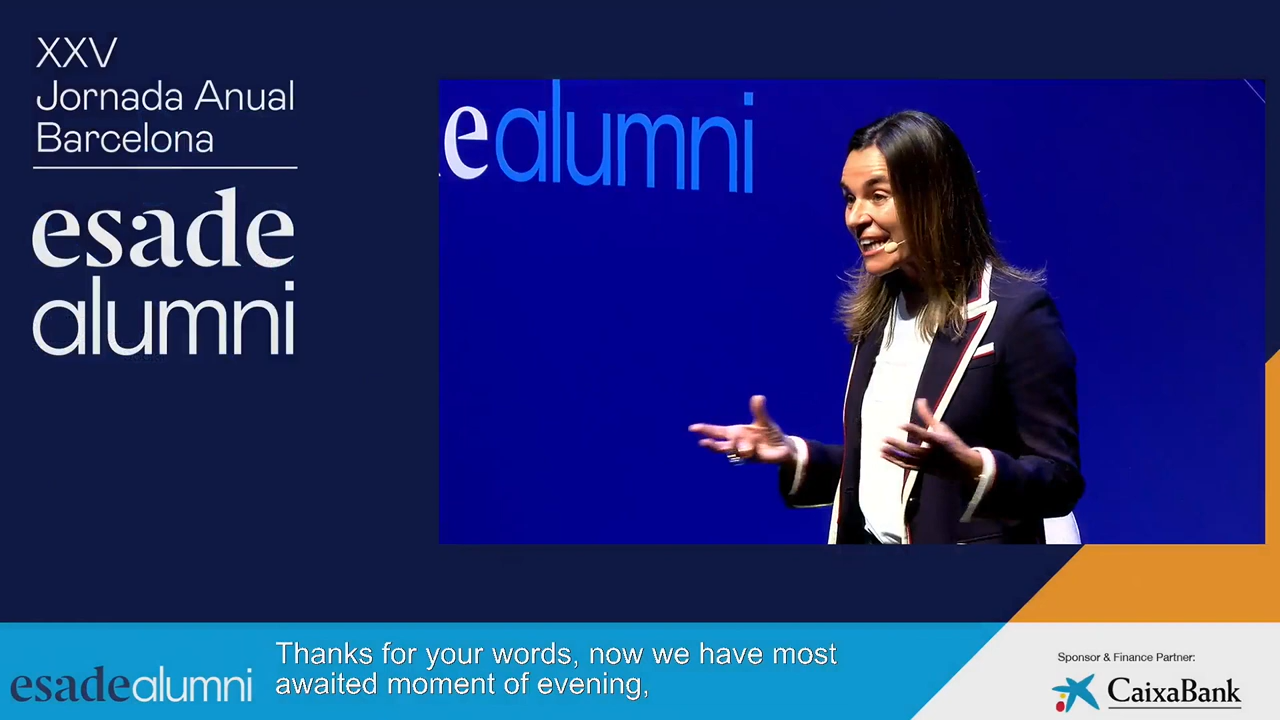 XXV
Jornada Anual
Barcelona
esade
alumni
ealumni
Thanks for your words, now we have most
awaited moment of evening,
esadealumni
Sponsor & Finance Partner:
CaixaBank